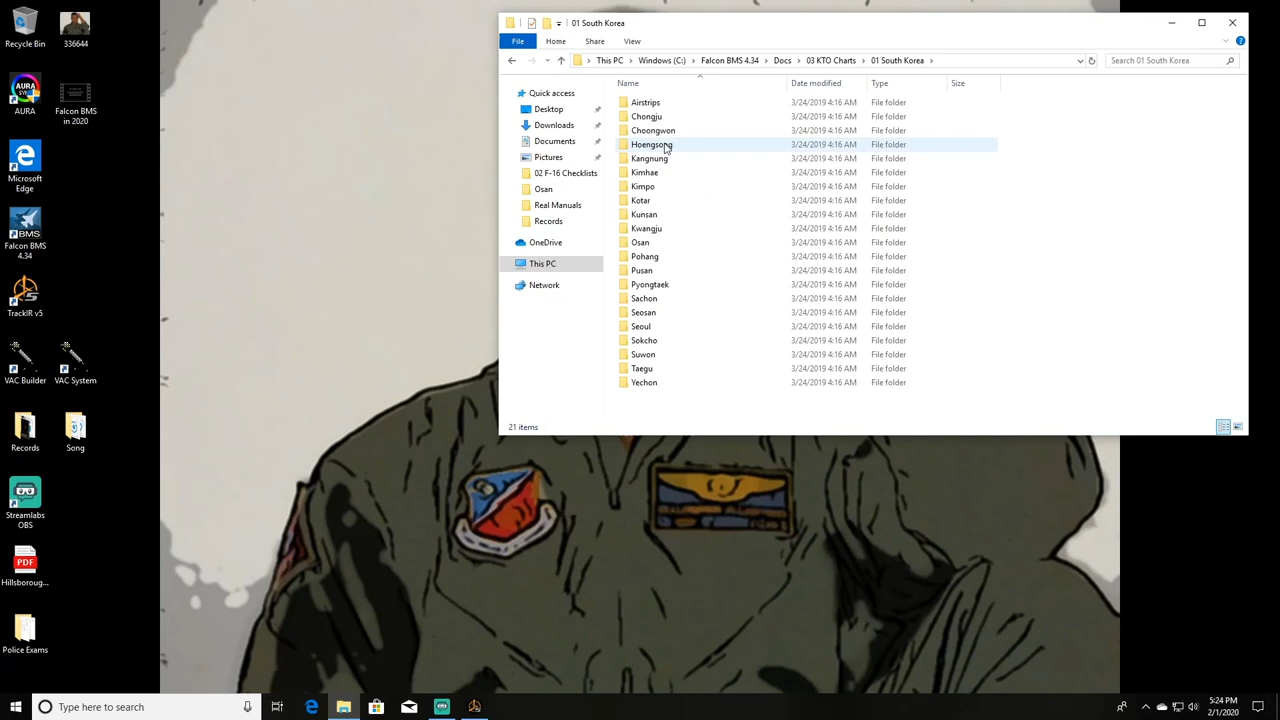 Recycle Bin
336644
AURA
Falcon BMS
in 2020
Microsoft
Edge
Falcon BMS
4.34
TrackIR v5
VAC Builder
VAC System
Records
Song
Streamlabs
OBS
Hillsboroug...
Police Exams
01 South Korea
File
Home
Share
View
This PC
Windows (C:)
Falcon BMS 4.34
Docs
03 KTO Charts
01 South Korea
Search 01 South Korea
Quick access
Desktop
Downloads
Documents
Pictures
02 F-16 Checklists
Osan
Real Manuals
Records
OneDrive
This PC
Network
Name Date modified Type Size
Airstrips 3/24/2019 4:16 AM File folder
Chongju 3/24/2019 4:16 AM File folder
Choongwon 3/24/2019 4:16 AM File folder
Hoengsong 3/24/2019 4:16 AM File folder
Kangnung 3/24/2019 4:16 AM File folder
Kimhae 3/24/2019 4:16 AM File folder
Kimpo 3/24/2019 4:16 AM File folder
Kotar 3/24/2019 4:16 AM File folder
Kunsan 3/24/2019 4:16 AM File folder
Kwangju 3/24/2019 4:16 AM File folder
Osan 3/24/2019 4:16 AM File folder
Pohang 3/24/2019 4:16 AM File folder
Pusan 3/24/2019 4:16 AM File folder
Pyongtaek 3/24/2019 4:16 AM File folder
Sachon 3/24/2019 4:16 AM File folder
Seosan 3/24/2019 4:16 AM File folder
Seoul 3/24/2019 4:16 AM File folder
Sokcho 3/24/2019 4:16 AM File folder
Suwon 3/24/2019 4:16 AM File folder
Taegu 3/24/2019 4:16 AM File folder
Yechon 3/24/2019 4:16 AM File folder
21 items
Type here to search
5:24 PM
2/1/2020